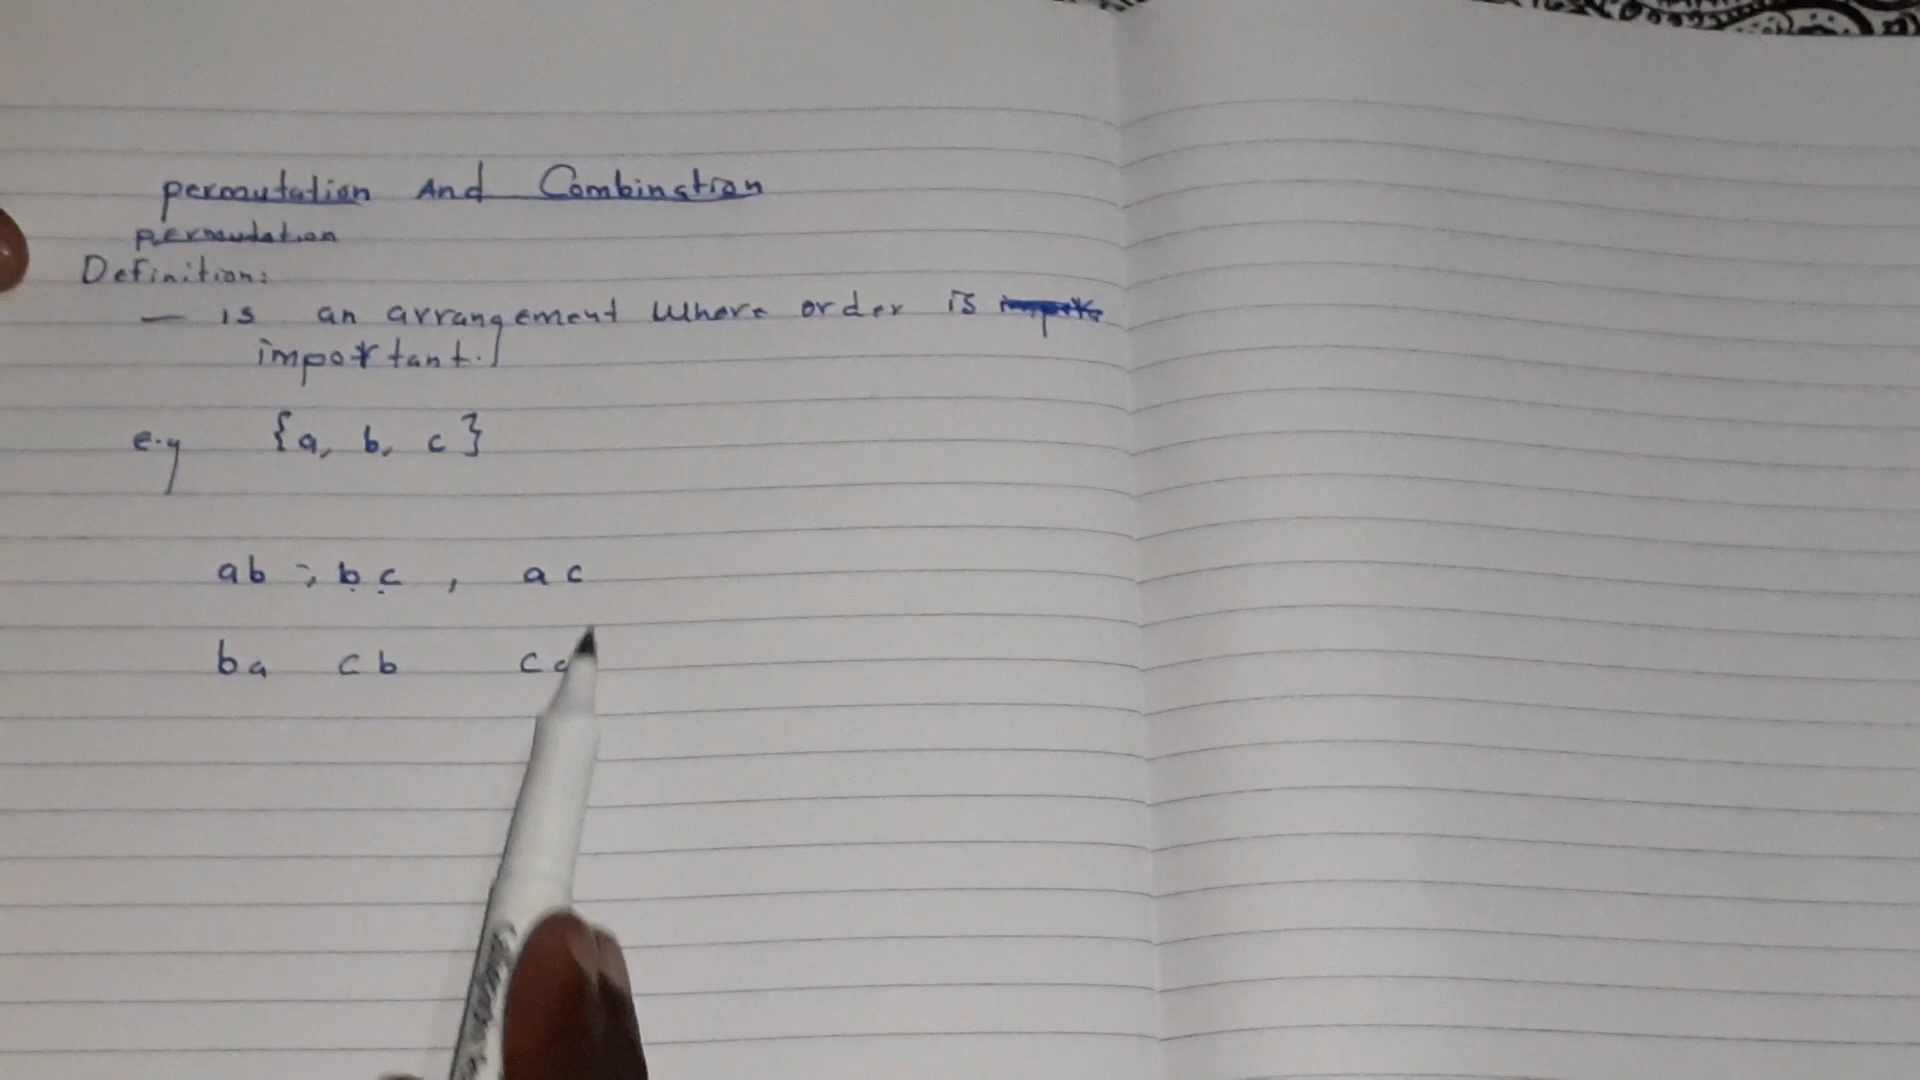 permutation And Combination
permutation
Definition:
— is an arrangement where order is
important.
e.g {a, b, c}
ab , bc , ac
ba cb